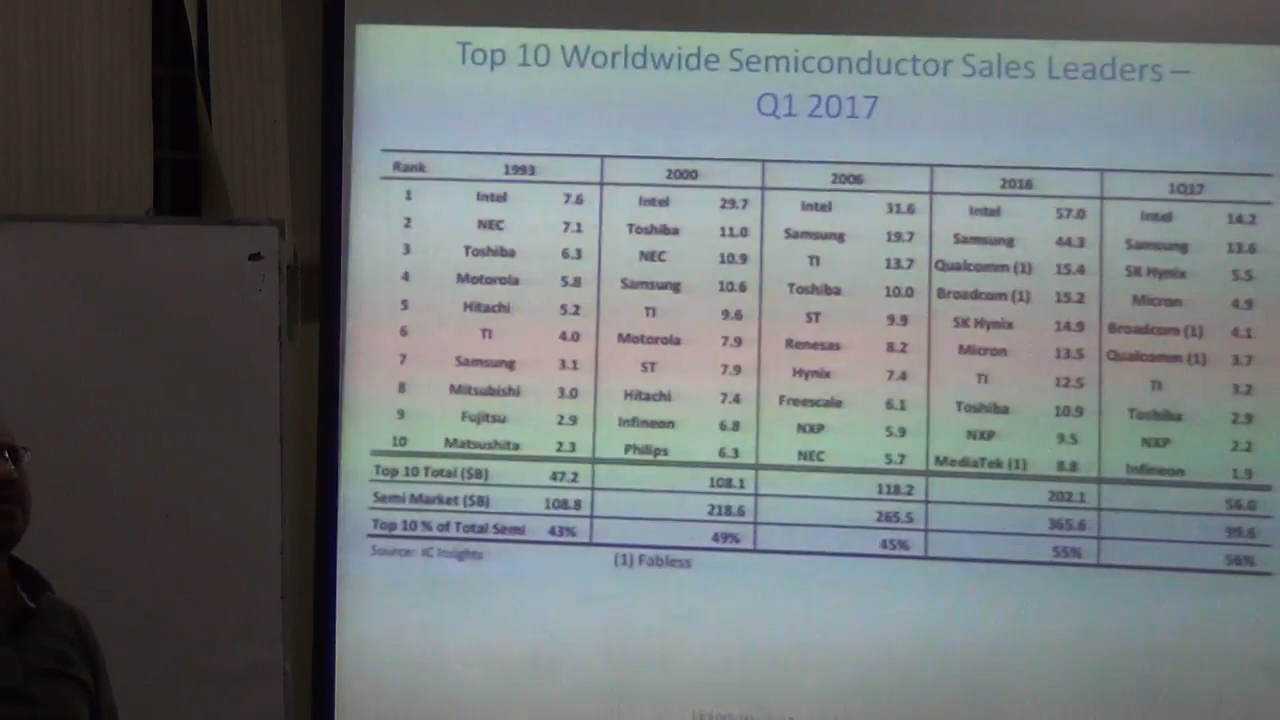 Top 10 Worldwide Semiconductor Sales Leaders –
Q1 2017
Rank 1993 2000 2006 2016 1Q17
1 Intel 7.6 Intel 29.7 Intel 31.6 Intel 57.0 Intel 14.2
2 NEC 7.1 Toshiba 11.0 Samsung 19.7 Samsung 44.3 Samsung 13.6
3 Toshiba 6.3 NEC 10.9 TI 13.7 Qualcomm (1) 15.4 SK Hynix 5.5
4 Motorola 5.8 Samsung 10.6 Toshiba 10.0 Broadcom (1) 15.2 Micron 4.9
5 Hitachi 5.2 TI 9.6 ST 9.9 SK Hynix 14.9 Broadcom (1) 4.1
6 TI 4.0 Motorola 7.9 Renesas 8.2 Micron 13.5 Qualcomm (1) 3.7
7 Samsung 3.1 ST 7.9 Hynix 7.4 TI 12.5 TI 3.2
8 Mitsubishi 3.0 Hitachi 7.4 Freescale 6.1 Toshiba 10.9 Toshiba 2.9
9 Fujitsu 2.9 Infineon 6.8 NXP 5.9 NXP 9.5 NXP 2.2
10 Matsushita 2.3 Philips 6.3 NEC 5.7 MediaTek (1) 8.8 Infineon 1.9
Top 10 Total ($B) 47.2 108.1 118.2 202.1 56.0
Semi Market ($B) 108.8 218.6 265.5 365.6 99.6
Top 10 % of Total Semi 43% 49% 45% 55% 56%
Source: IC Insights (1) Fabless